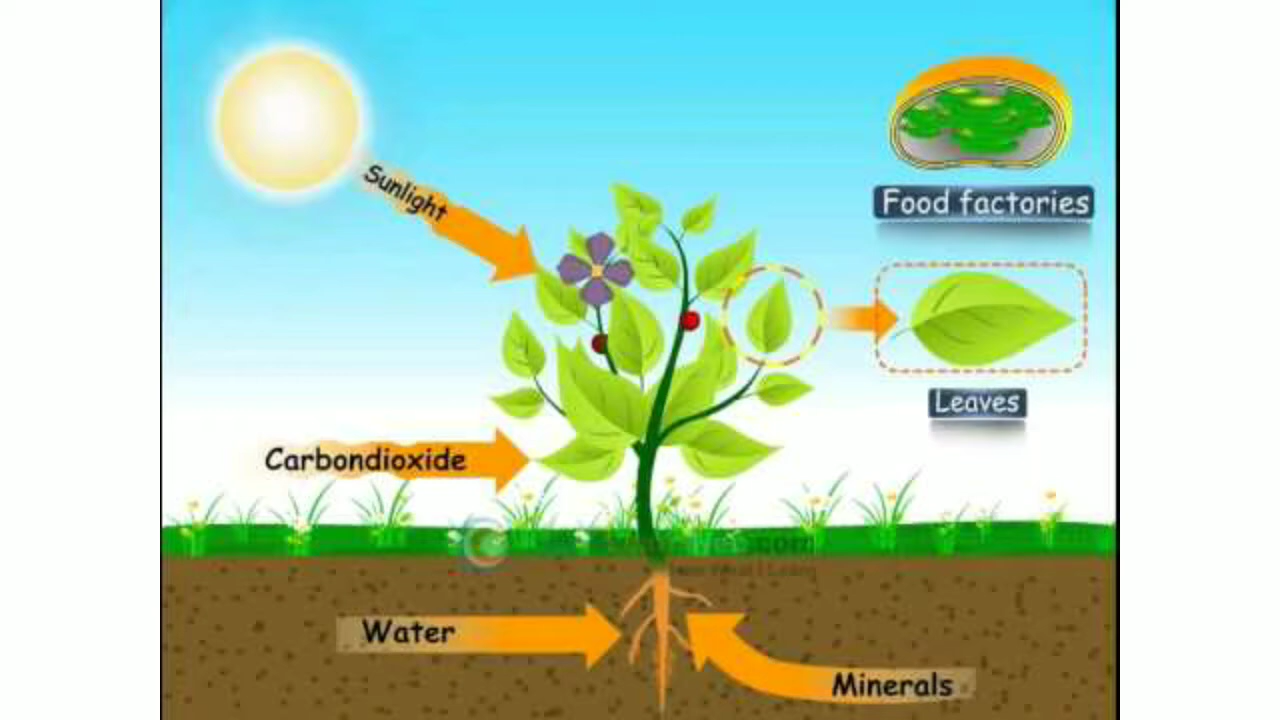 Sunlight
Food factories
Leaves
Carbondioxide
Water
Minerals